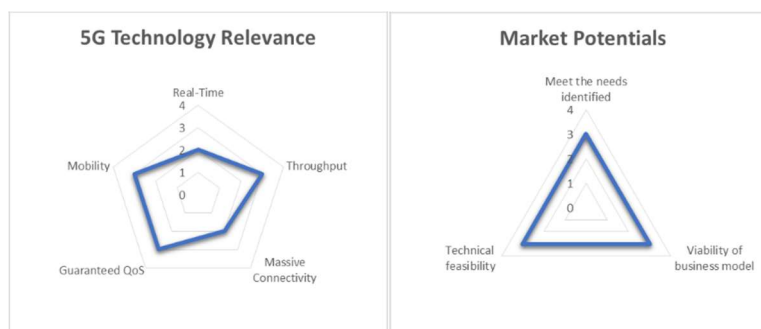 5G Technology Relevance
Real-Time
4
3
2
1
0
Mobility
Throughput
Guaranteed QoS
Massive
Connectivity
Market Potentials
Meet the needs
identified
4
3
2
1
0
Technical
feasibility
Viability of
business model